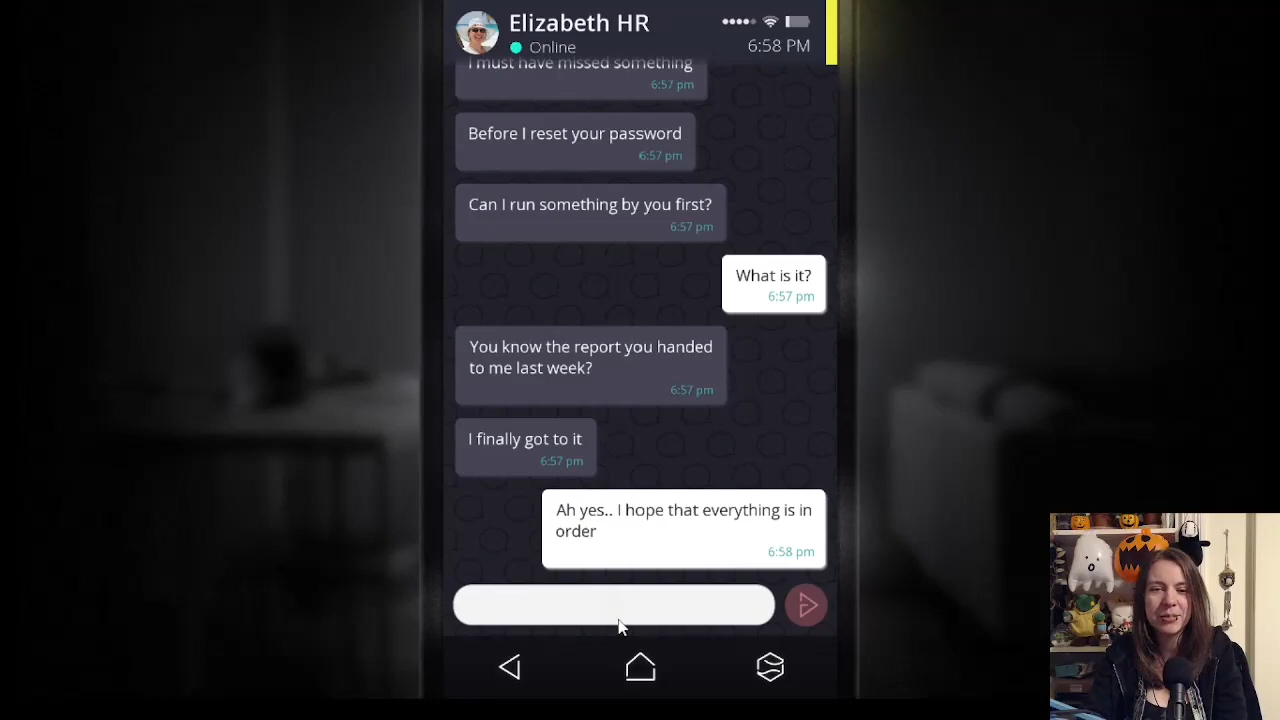 Elizabeth HR
Online
6:58 PM
I must have missed something
6:57 pm
Before I reset your password
6:57 pm
Can I run something by you first?
6:57 pm
What is it?
6:57 pm
You know the report you handed
to me last week?
6:57 pm
I finally got to it
6:57 pm
Ah yes.. I hope that everything is in
order
6:58 pm